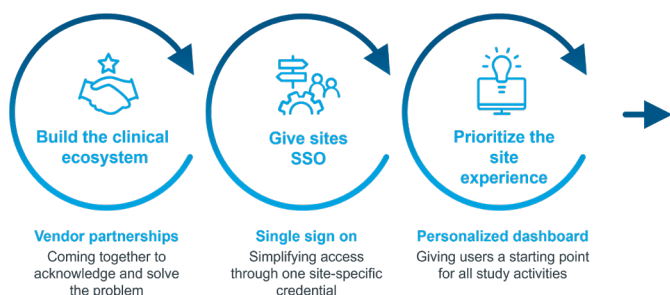 Build the clinical
ecosystem
Give sites
SSO
Prioritize the
site
experience
Vendor partnerships
Coming together to
acknowledge and solve
the problem
Single sign on
Simplifying access
through one site-specific
credential
Personalized dashboard
Giving users a starting point
for all study activities